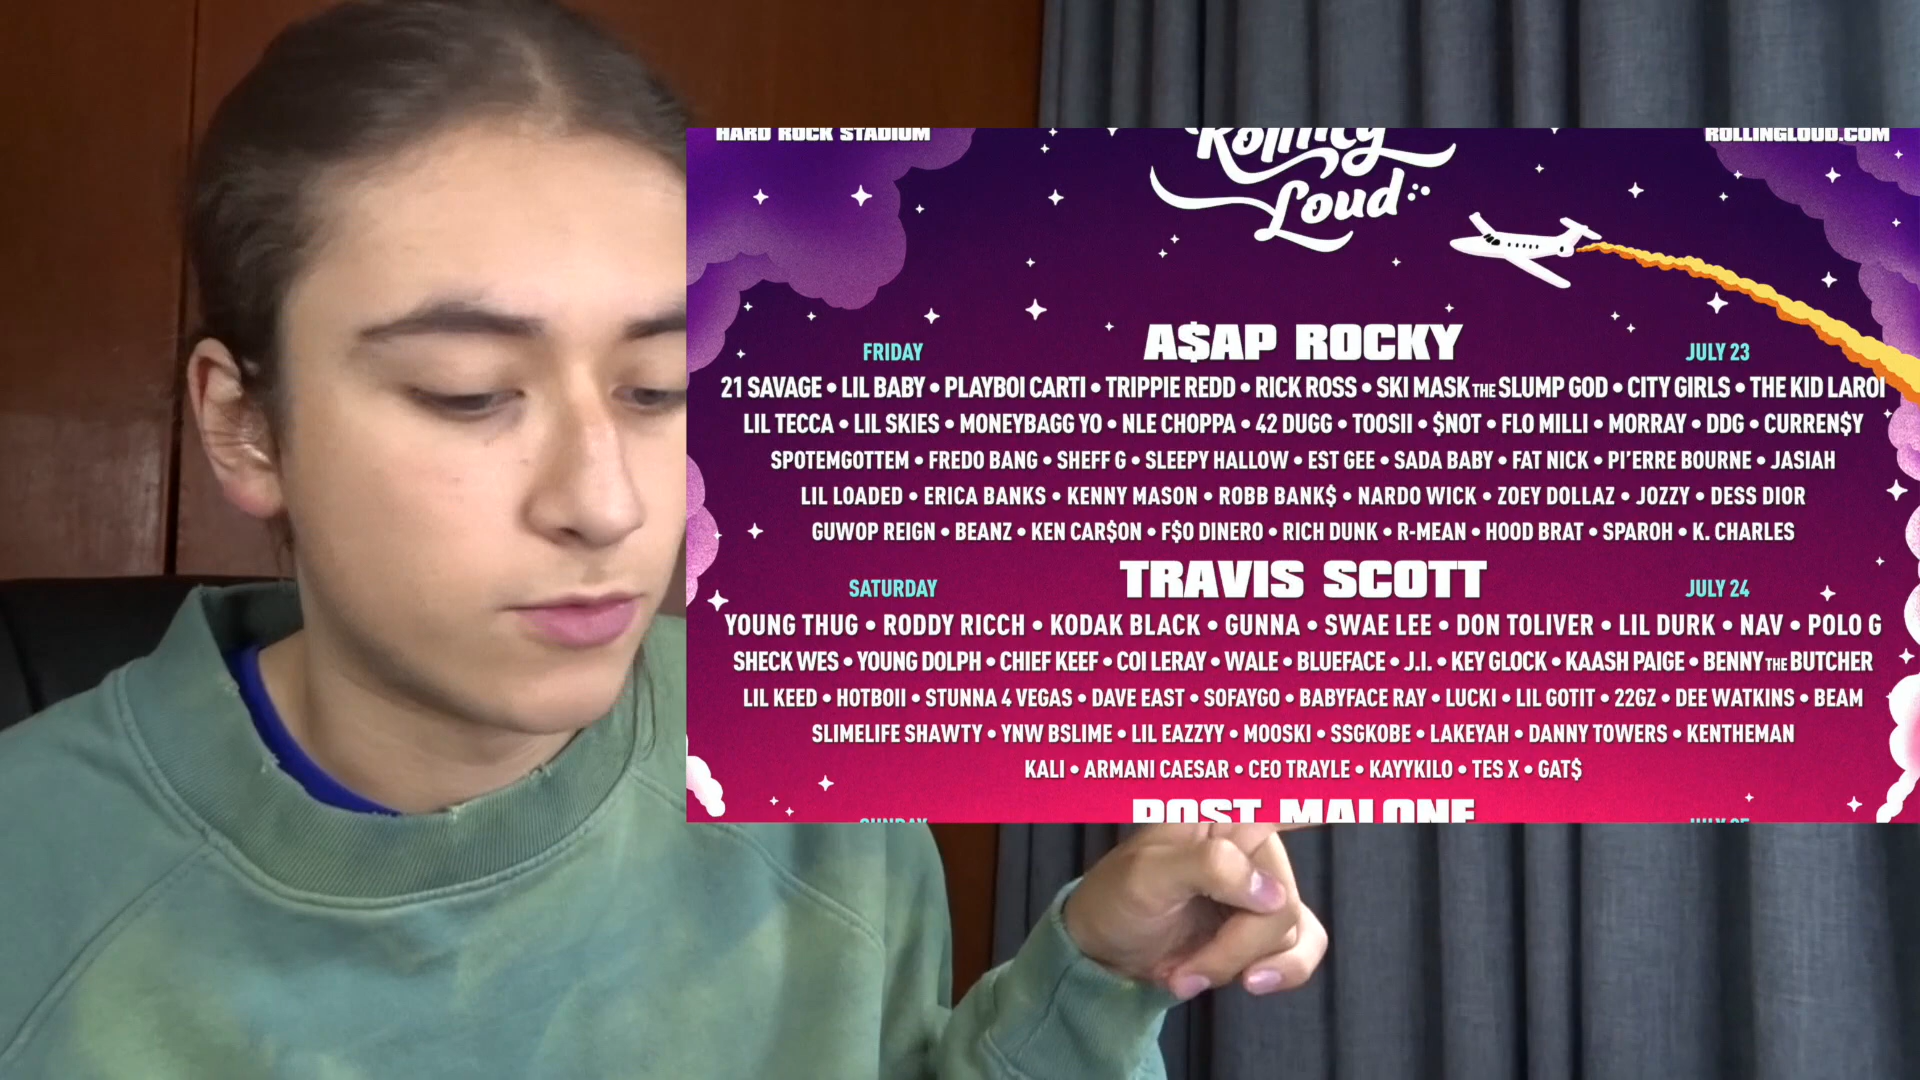 HARD ROCK STADIUM
ROLLINGLOUD.COM
Rolling
Loud
A$AP ROCKY
FRIDAY
JULY 23
21 SAVAGE • LIL BABY • PLAYBOI CARTI • TRIPPIE REDD • RICK ROSS • SKI MASK THE SLUMP GOD • CITY GIRLS • THE KID LAROI
LIL TECCA • LIL SKIES • MONEYBAGG YO • NLE CHOPPA • 42 DUGG • TOOSII • $NOT • FLO MILLI • MORRAY • DDG • CURREN$Y
SPOTEMGOTTEM • FREDO BANG • SHEFF G • SLEEPY HALLOW • EST GEE • SADA BABY • FAT NICK • PI'ERRE BOURNE • JASIAH
LIL LOADED • ERICA BANKS • KENNY MASON • ROBB BANK$ • NARDO WICK • ZOEY DOLLAZ • JOZZY • DESS DIOR
GUWOP REIGN • BEANZ • KEN CAR$ON • F$O DINERO • RICH DUNK • R-MEAN • HOOD BRAT • SPAROH • K. CHARLES
TRAVIS SCOTT
SATURDAY
JULY 24
YOUNG THUG • RODDY RICCH • KODAK BLACK • GUNNA • SWAE LEE • DON TOLIVER • LIL DURK • NAV • POLO G
SHECK WES • YOUNG DOLPH • CHIEF KEEF • COI LERAY • WALE • BLUEFACE • J.I. • KEY GLOCK • KAASH PAIGE • BENNY THE BUTCHER
LIL KEED • HOTBOII • STUNNA 4 VEGAS • DAVE EAST • SOFAYGO • BABYFACE RAY • LUCKI • LIL GOTIT • 22GZ • DEE WATKINS • BEAM
SLIMELIFE SHAWTY • YNW BSLIME • LIL EAZZYY • MOOSKI • SSGKOBE • LAKEYAH • DANNY TOWERS • KENTHEMAN
KALI • ARMANI CAESAR • CEO TRAYLE • KAYYKILO • TES X • GAT$
POST MALONE
SUNDAY
JULY 25